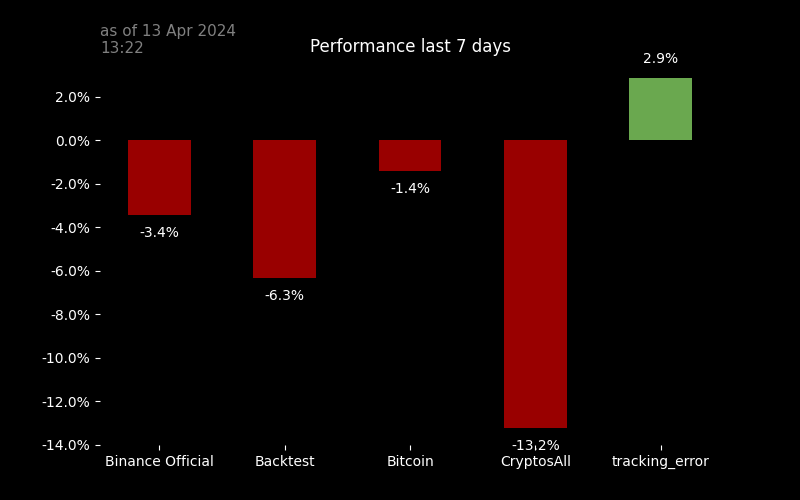 as of 13 Apr 2024
13:22
Performance last 7 days
2.9%
2.0%
0.0%
-2.0%
-1.4%
-4.0%
-3.4%
-6.0%
-6.3%
-8.0%
-10.0%
-12.0%
-14.0%
-13.2%
Binance Official
Backtest
Bitcoin
CryptosAll
tracking_error